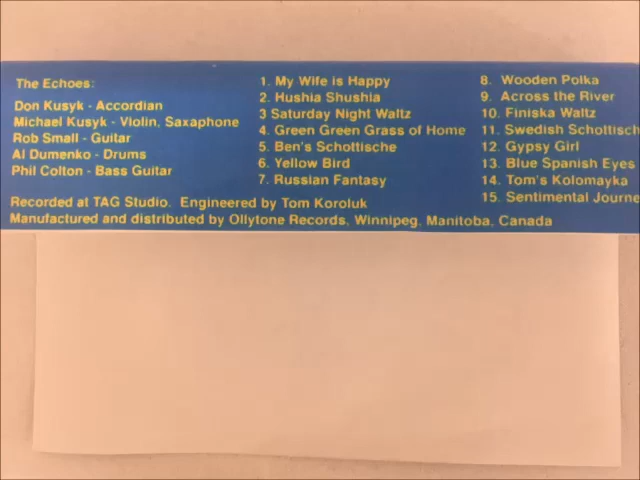 The Echoes:
Don Kusyk - Accordian
Michael Kusyk - Violin, Saxaphone
Rob Small - Guitar
Al Dumenko - Drums
Phil Colton - Bass Guitar
1. My Wife is Happy
2. Hushia Shushia
3 Saturday Night Waltz
4. Green Green Grass of Home
5. Ben's Schottische
6. Yellow Bird
7. Russian Fantasy
8. Wooden Polka
9. Across the River
10. Finiska Waltz
11. Swedish Schottisch
12. Gypsy Girl
13. Blue Spanish Eyes
14. Tom's Kolomayka
15. Sentimental Journe
Recorded at TAG Studio. Engineered by Tom Koroluk
Manufactured and distributed by Ollytone Records, Winnipeg, Manitoba, Canada